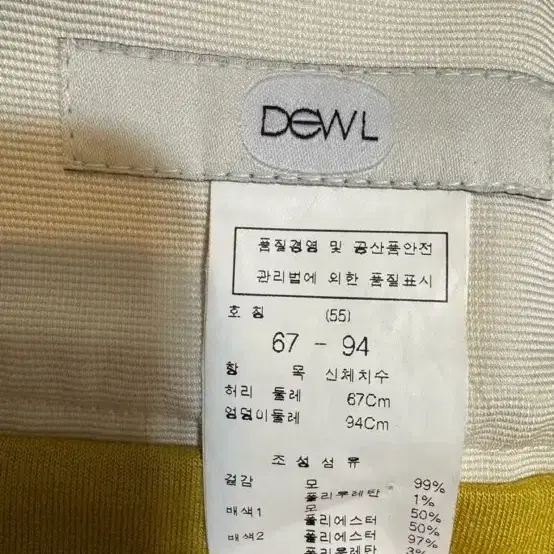 DEWL
품질경영 및 공산품안전
관리법에 의한 품질표시
호 칭 (55)
67 - 94
항 목 신체치수
허리 둘레 67Cm
엉덩이둘레 94Cm
조 성 섬 유
겉감 모 99%
폴리우레탄 1%
배색1 모 50%
폴리에스터 50%
배색2 폴리에스터 97%
폴리우레탄 3%